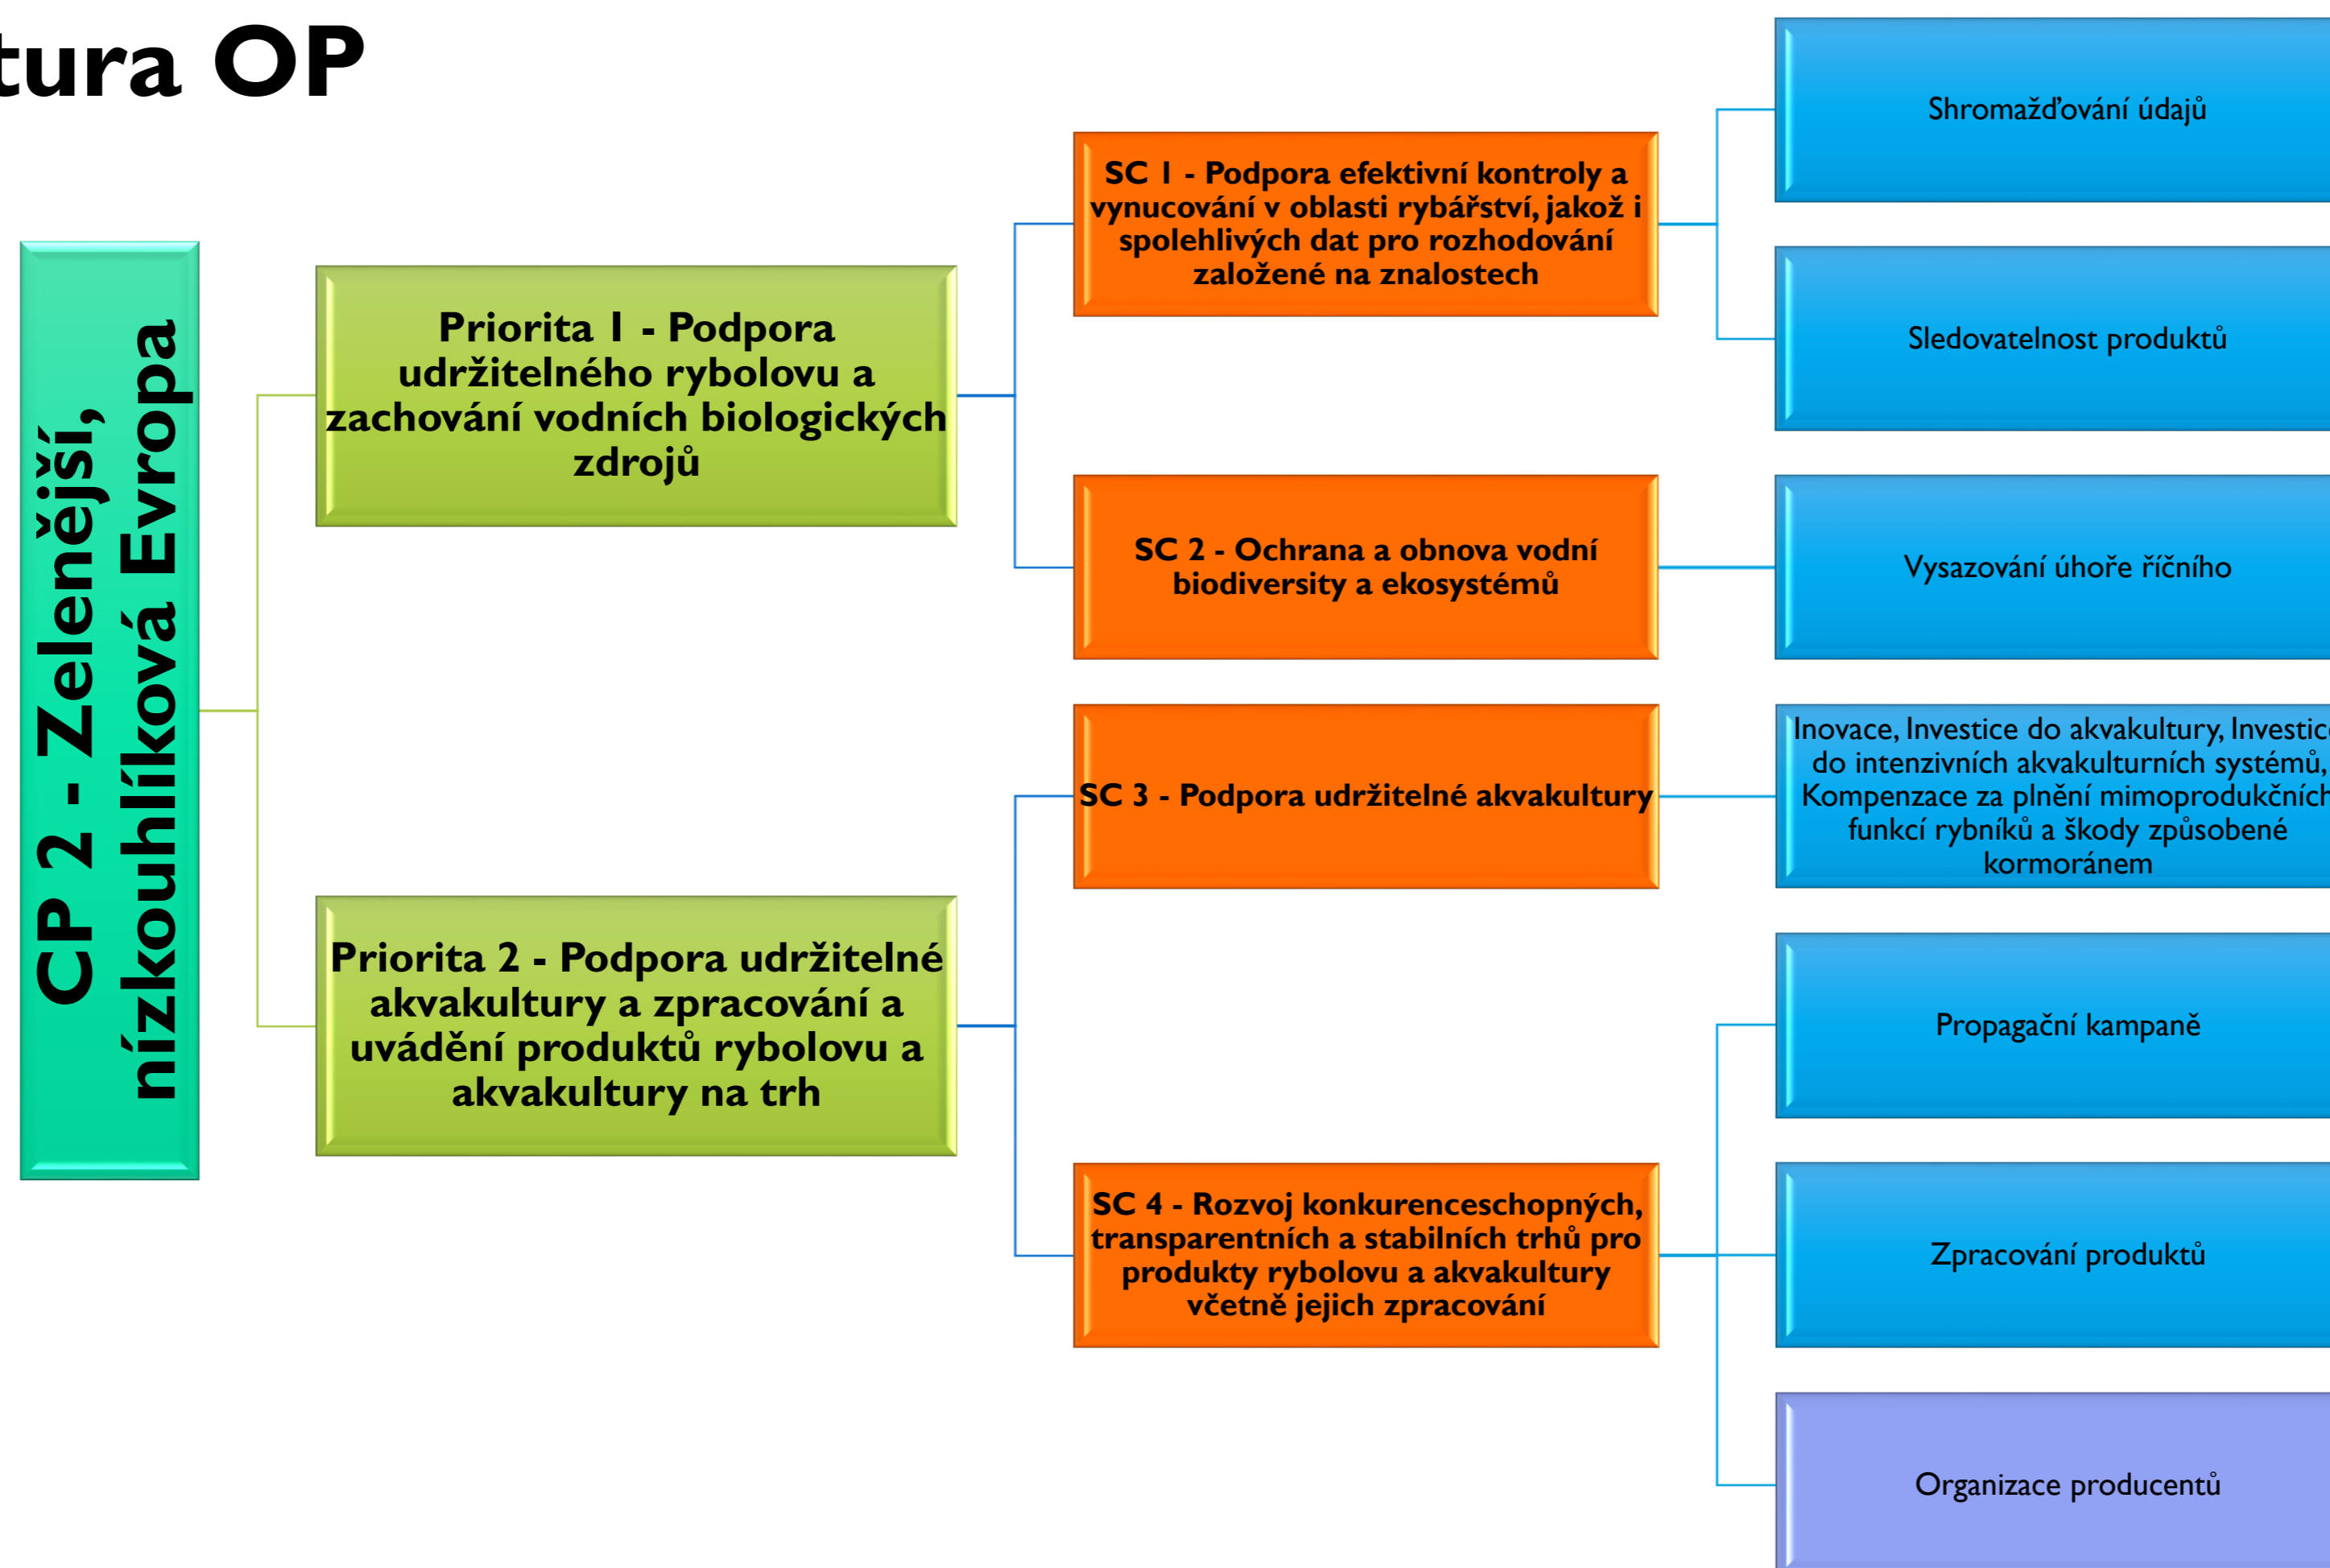 tura OP
CP 2 - Zelenější,
nízkouhlíková Evropa
Priorita 1 - Podpora
udržitelného rybolovu a
zachování vodních biologických
zdrojů
Priorita 2 - Podpora udržitelné
akvakultury a zpracování a
uvádění produktů rybolovu a
akvakultury na trh
SC 1 - Podpora efektivní kontroly a
vynucování v oblasti rybářství, jakož i
spolehlivých dat pro rozhodování
založené na znalostech
SC 2 - Ochrana a obnova vodní
biodiversity a ekosystémů
SC 3 - Podpora udržitelné akvakultury
SC 4 - Rozvoj konkurenceschopných,
transparentních a stabilních trhů pro
produkty rybolovu a akvakultury
včetně jejich zpracování
Shromažďování údajů
Sledovatelnost produktů
Vysazování úhoře říčního
Inovace, Investice do akvakultury, Investice
do intenzivních akvakulturních systémů,
Kompenzace za plnění mimoprodukčních
funkcí rybníků a škody způsobené
kormoránem
Propagační kampaně
Zpracování produktů
Organizace producentů